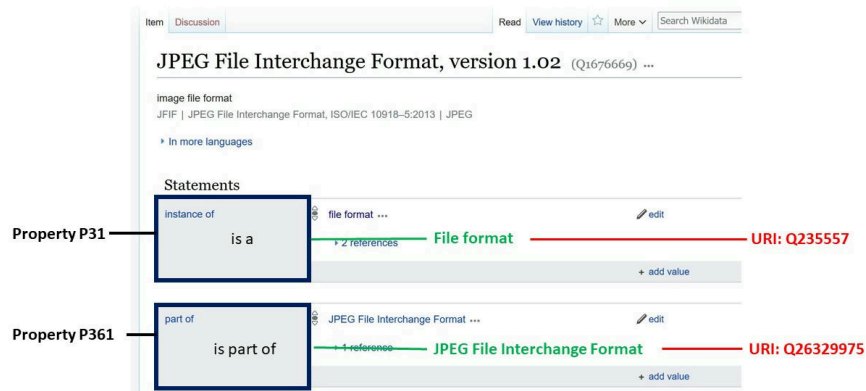 Item Discussion Read View history More Search Wikidata
JPEG File Interchange Format, version 1.02 (Q1676669) ...
image file format
JFIF | JPEG File Interchange Format, ISO/IEC 10918–5:2013 | JPEG
In more languages
Statements
instance of file format ... edit
Property P31 is a File format URI: Q235557
2 references
+ add value
part of JPEG File Interchange Format ... edit
Property P361 is part of JPEG File Interchange Format URI: Q26329975
1 reference
+ add value